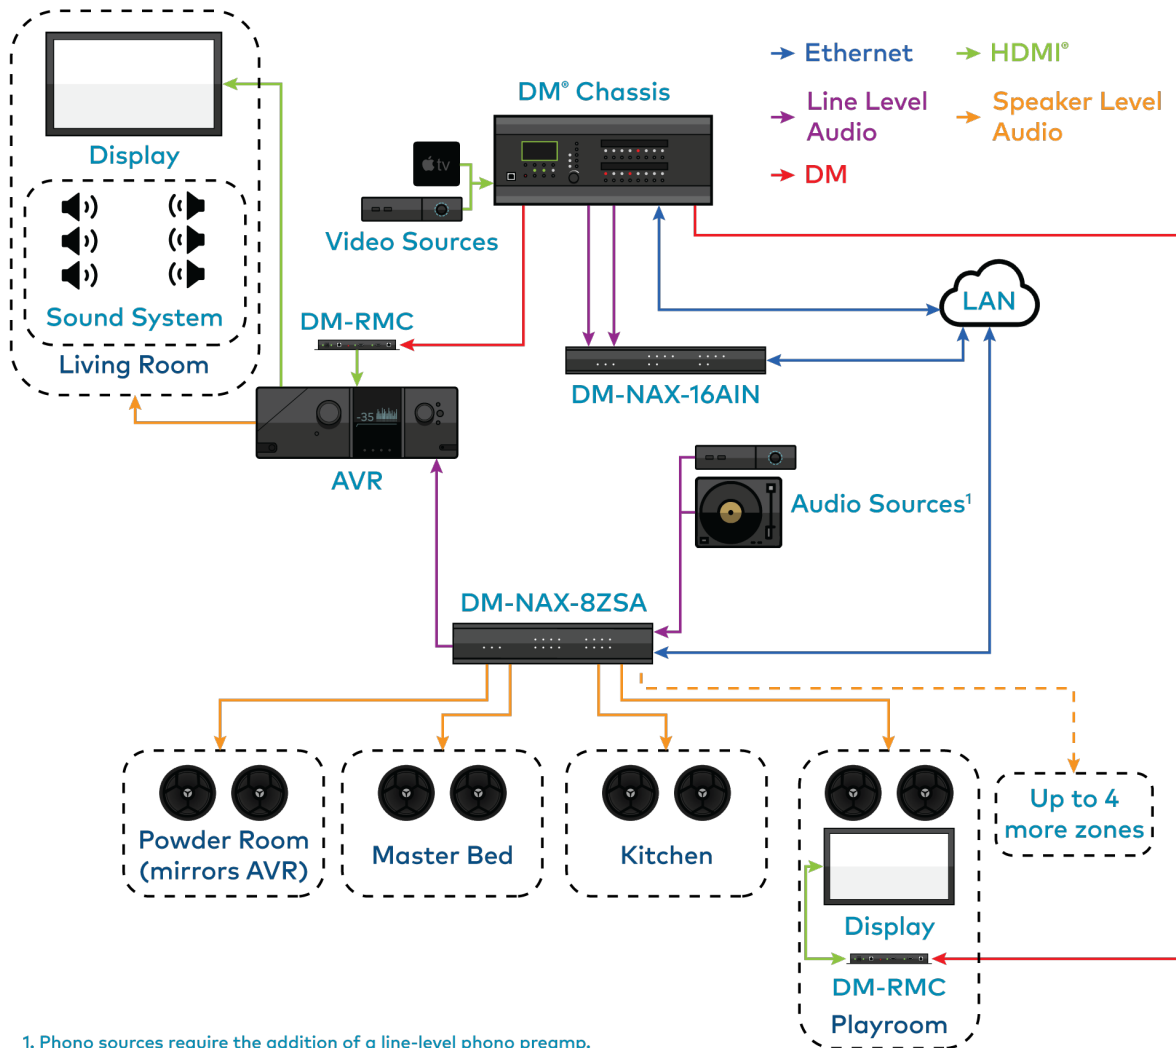 Ethernet
HDMI®
Line Level
Audio
Speaker Level
Audio
DM
DM® Chassis
tv
Video Sources
Display
Sound System
Living Room
DM-RMC
-35
AVR
LAN
DM-NAX-16AIN
Audio Sources¹
DM-NAX-8ZSA
Powder Room
(mirrors AVR)
Master Bed
Kitchen
Display
DM-RMC
Playroom
Up to 4
more zones
1. Phono sources require the addition of a line-level phono preamp.